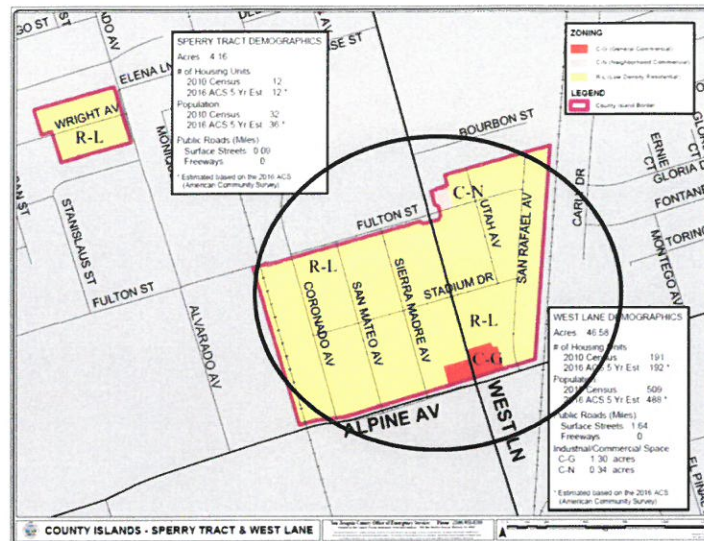 SPERRY TRACT DEMOGRAPHICS
Acres 4.16
# of Housing Units
2010 Census 12
2016 ACS 5 Yr Est 12 *
Population
2010 Census 32
2016 ACS 5 Yr Est 36 *
Public Roads (Miles)
Surface Streets 0.09
Freeways 0
* Estimated based on the 2016 ACS
(American Community Survey)
ZONING
C-G (General Commercial)
C-N (Neighborhood Commercial)
R-L (Low Density Residential)
LEGEND
County Island Border
ELENA LN
WRIGHT AV
R-L
STANISLAUS ST
FULTON ST
ALVARADO AV
BOURBON ST
C-N
FULTON ST
UTAH AV
SAN RAFAEL AV
R-L
CORONADO AV
SAN MATEO AV
SIERRA MADRE AV
STADIUM DR
R-L
C-G
ALPINE AV
WEST LN
ERNIE CT
GLORIA D
FONTANE
MONTEGO AV
TORINO
WEST LANE DEMOGRAPHICS
Acres 46.58
# of Housing Units
2010 Census 191
2016 ACS 5 Yr Est 192 *
Population
2010 Census 509
2016 ACS 5 Yr Est 468 *
Public Roads (Miles)
Surface Streets 1.64
Freeways 0
Industrial/Commercial Space
C-G 1.30 acres
C-N 0.34 acres
* Estimated based on the 2016 ACS
(American Community Survey)
COUNTY ISLANDS - SPERRY TRACT & WEST LANE
San Joaquin County Office of Emergency Services